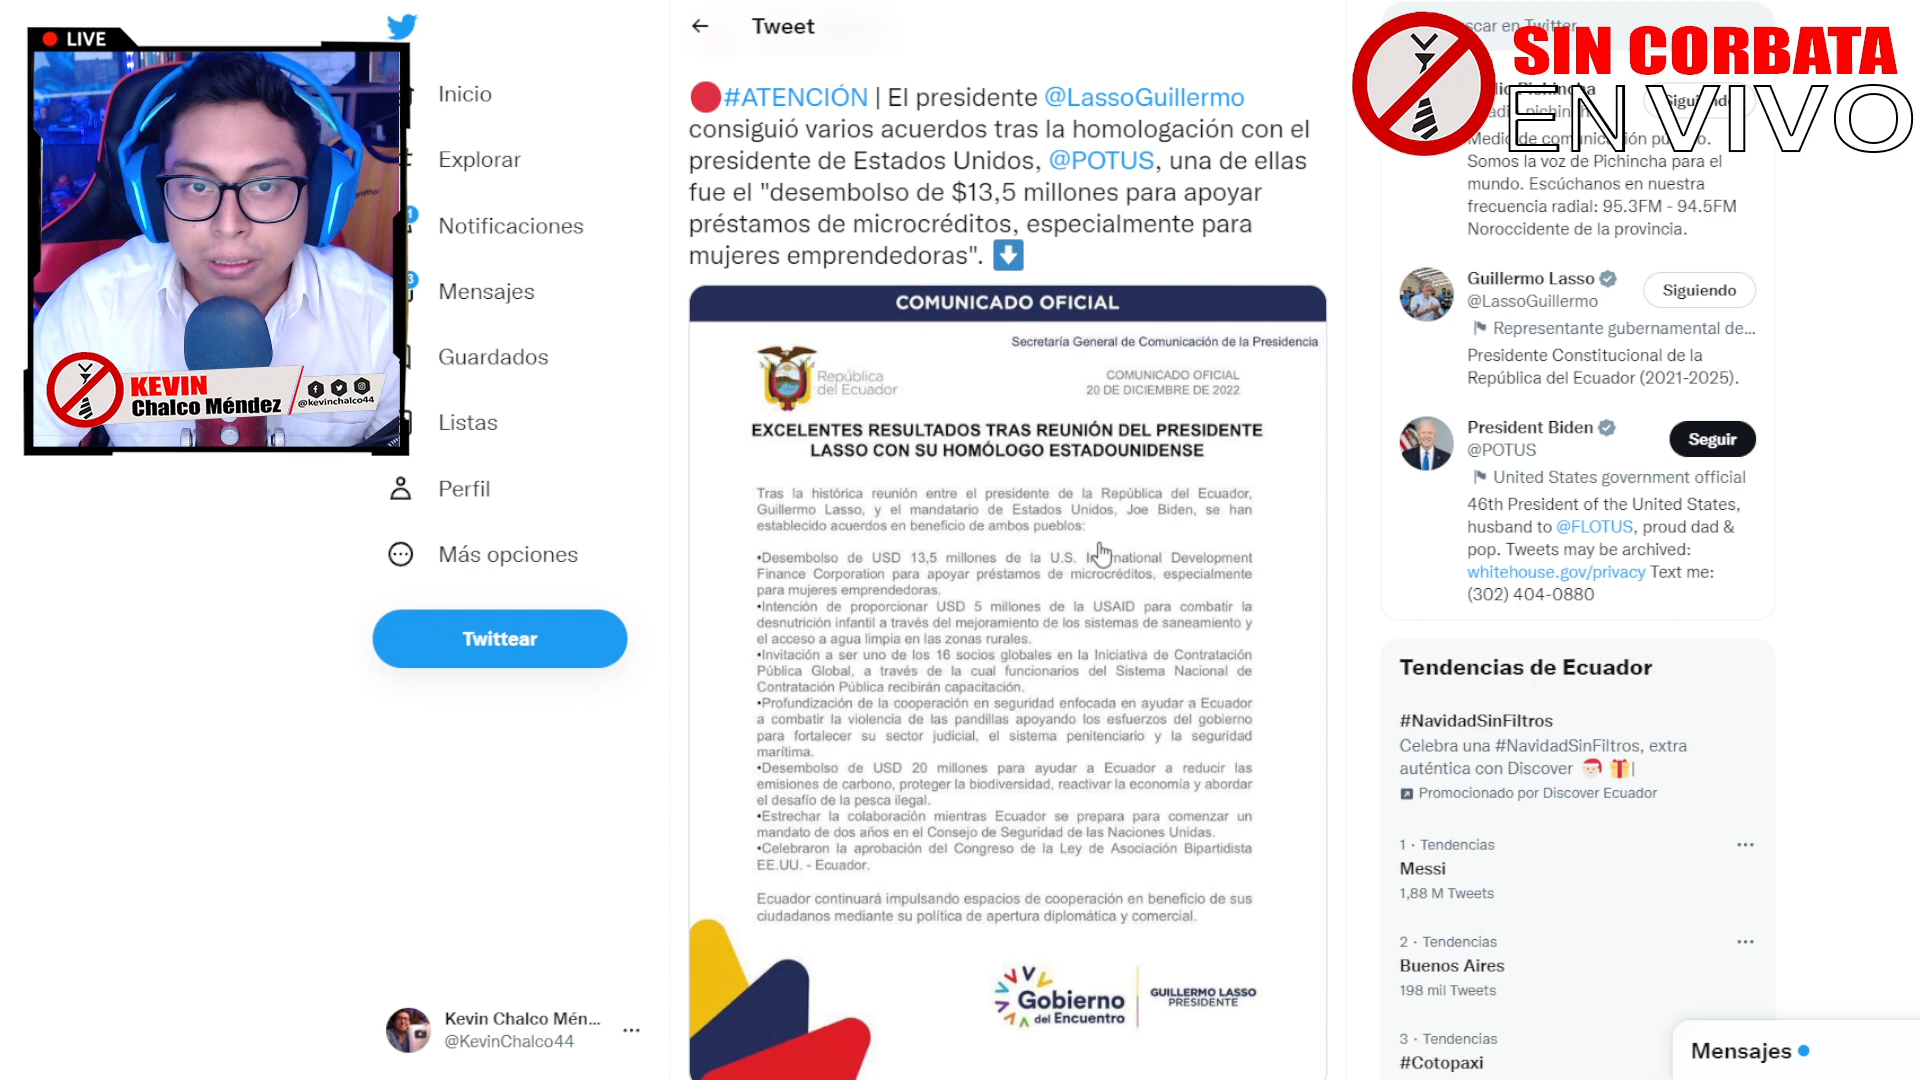 LIVE
KEVIN
Chalco Méndez
@kevinchalco44
Inicio
Explorar
1
Notificaciones
3
Mensajes
Guardados
Listas
Perfil
Más opciones
Twittear
Kevin Chalco Mén...
@KevinChalco44
Tweet
#ATENCIÓN | El presidente @LassoGuillermo
consiguió varios acuerdos tras la homologación con el
presidente de Estados Unidos, @POTUS, una de ellas
fue el "desembolso de $13,5 millones para apoyar
préstamos de microcréditos, especialmente para
mujeres emprendedoras".
COMUNICADO OFICIAL
Secretaría General de Comunicación de la Presidencia
República
del Ecuador
COMUNICADO OFICIAL
20 DE DICIEMBRE DE 2022
EXCELENTES RESULTADOS TRAS REUNIÓN DEL PRESIDENTE
LASSO CON SU HOMÓLOGO ESTADOUNIDENSE
Tras la histórica reunión entre el presidente de la República del Ecuador,
Guillermo Lasso, y el mandatario de Estados Unidos, Joe Biden, se han
establecido acuerdos en beneficio de ambos pueblos:
•Desembolso de USD 13,5 millones de la U.S. International Development
Finance Corporation para apoyar préstamos de microcréditos, especialmente
para mujeres emprendedoras.
•Intención de proporcionar USD 5 millones de la USAID para combatir la
desnutrición infantil a través del mejoramiento de los sistemas de saneamiento y
el acceso a agua limpia en las zonas rurales.
•Invitación a ser uno de los 16 socios globales en la Iniciativa de Contratación
Pública Global, a través de la cual funcionarios del Sistema Nacional de
Contratación Pública recibirán capacitación.
•Profundización de la cooperación en seguridad enfocada en ayudar a Ecuador
a combatir la violencia de las pandillas apoyando los esfuerzos del gobierno
para fortalecer su sector judicial, el sistema penitenciario y la seguridad
marítima.
•Desembolso de USD 20 millones para ayudar a Ecuador a reducir las
emisiones de carbono, proteger la biodiversidad, reactivar la economía y abordar
el desafío de la pesca ilegal.
•Estrechar la colaboración mientras Ecuador se prepara para comenzar un
mandato de dos años en el Consejo de Seguridad de las Naciones Unidas.
•Celebraron la aprobación del Congreso de la Ley de Asociación Bipartidista
EE.UU. - Ecuador.
Ecuador continuará impulsando espacios de cooperación en beneficio de sus
ciudadanos mediante su política de apertura diplomática y comercial.
Gobierno
del Encuentro
GUILLERMO LASSO
PRESIDENTE
SIN CORBATA
EN VIVO
en Twitter
Siguiendo
Somos la voz de Pichincha para el
mundo. Escúchanos en nuestra
frecuencia radial: 95.3FM - 94.5FM
Noroccidente de la provincia.
Guillermo Lasso
@LassoGuillermo
Siguiendo
Representante gubernamental de...
Presidente Constitucional de la
República del Ecuador (2021-2025).
President Biden
@POTUS
Seguir
United States government official
46th President of the United States,
husband to @FLOTUS, proud dad &
pop. Tweets may be archived:
whitehouse.gov/privacy Text me:
(302) 404-0880
Tendencias de Ecuador
#NavidadSinFiltros
Celebra una #NavidadSinFiltros, extra
auténtica con Discover
Promocionado por Discover Ecuador
1 · Tendencias
Messi
1,88 M Tweets
2 · Tendencias
Buenos Aires
198 mil Tweets
3 · Tendencias
#Cotopaxi
Mensajes